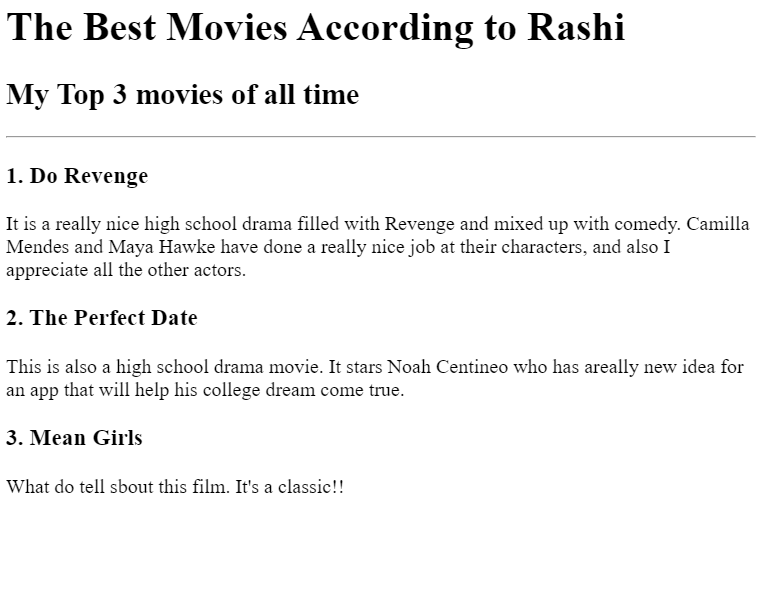 The Best Movies According to Rashi
My Top 3 movies of all time
1. Do Revenge
It is a really nice high school drama filled with Revenge and mixed up with comedy. Camilla
Mendes and Maya Hawke have done a really nice job at their characters, and also I
appreciate all the other actors.
2. The Perfect Date
This is also a high school drama movie. It stars Noah Centineo who has areally new idea for
an app that will help his college dream come true.
3. Mean Girls
What do tell sbout this film. It's a classic!!